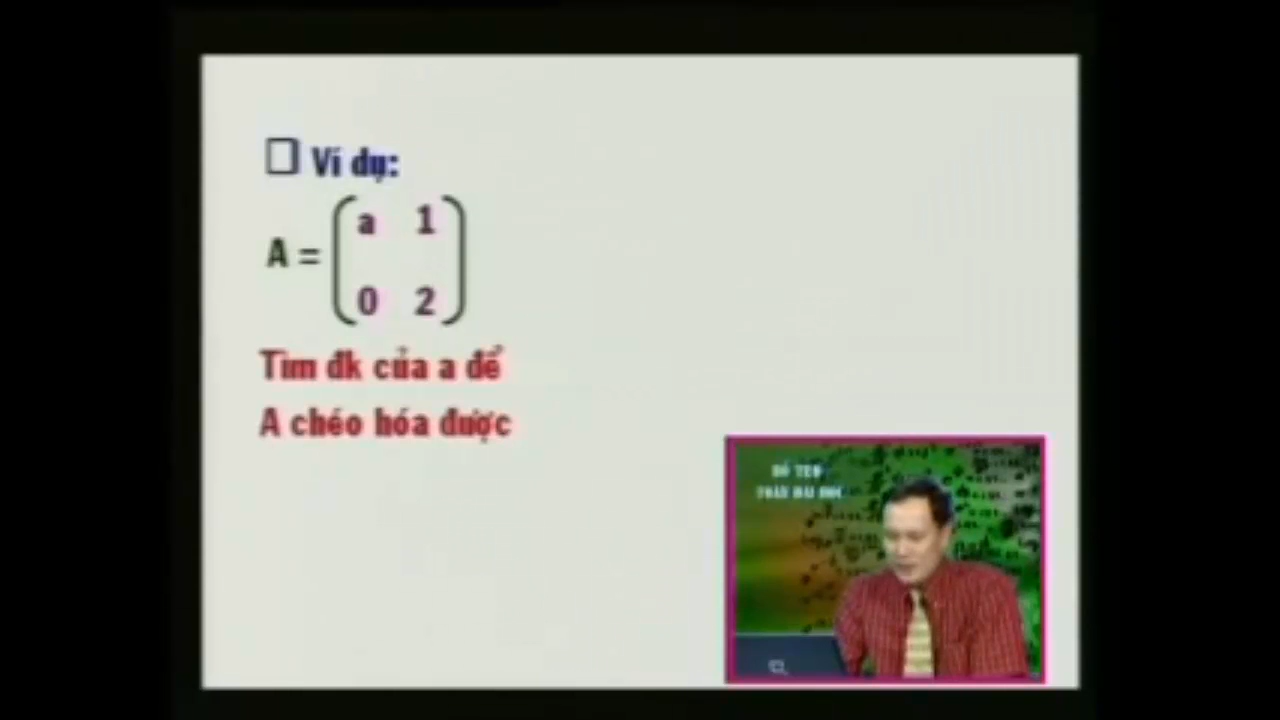 ❑ Ví dụ:
A = ( a 1
0 2 )
Tìm đk của a để
A chéo hóa được